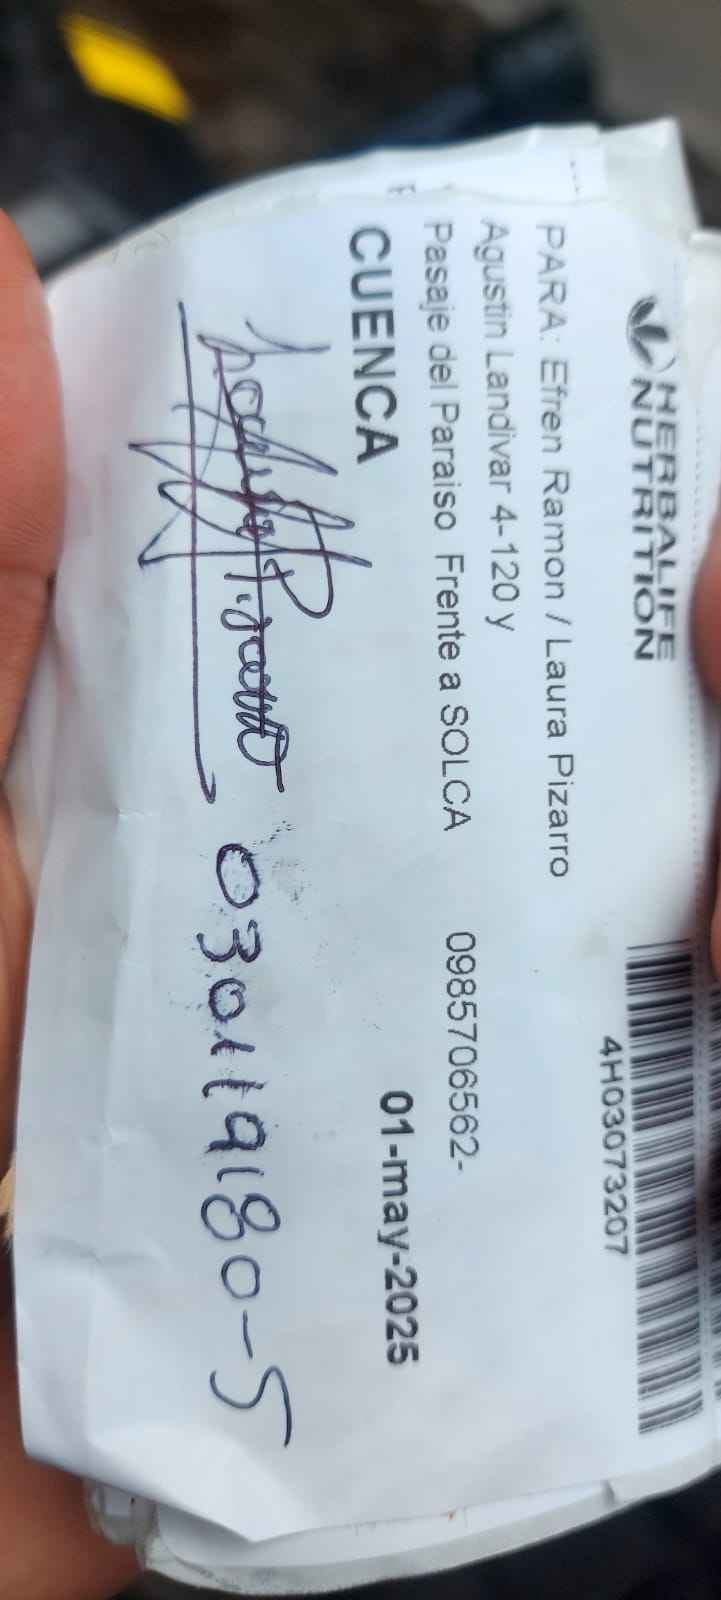 HERBALIFE
NUTRITION
4H03073207
PARA: Efren Ramon / Laura Pizarro
Agustin Landivar 4-120 y
Pasaje del Paraiso Frente a SOLCA 0985706562-
CUENCA 01-may-2025
030119180-5